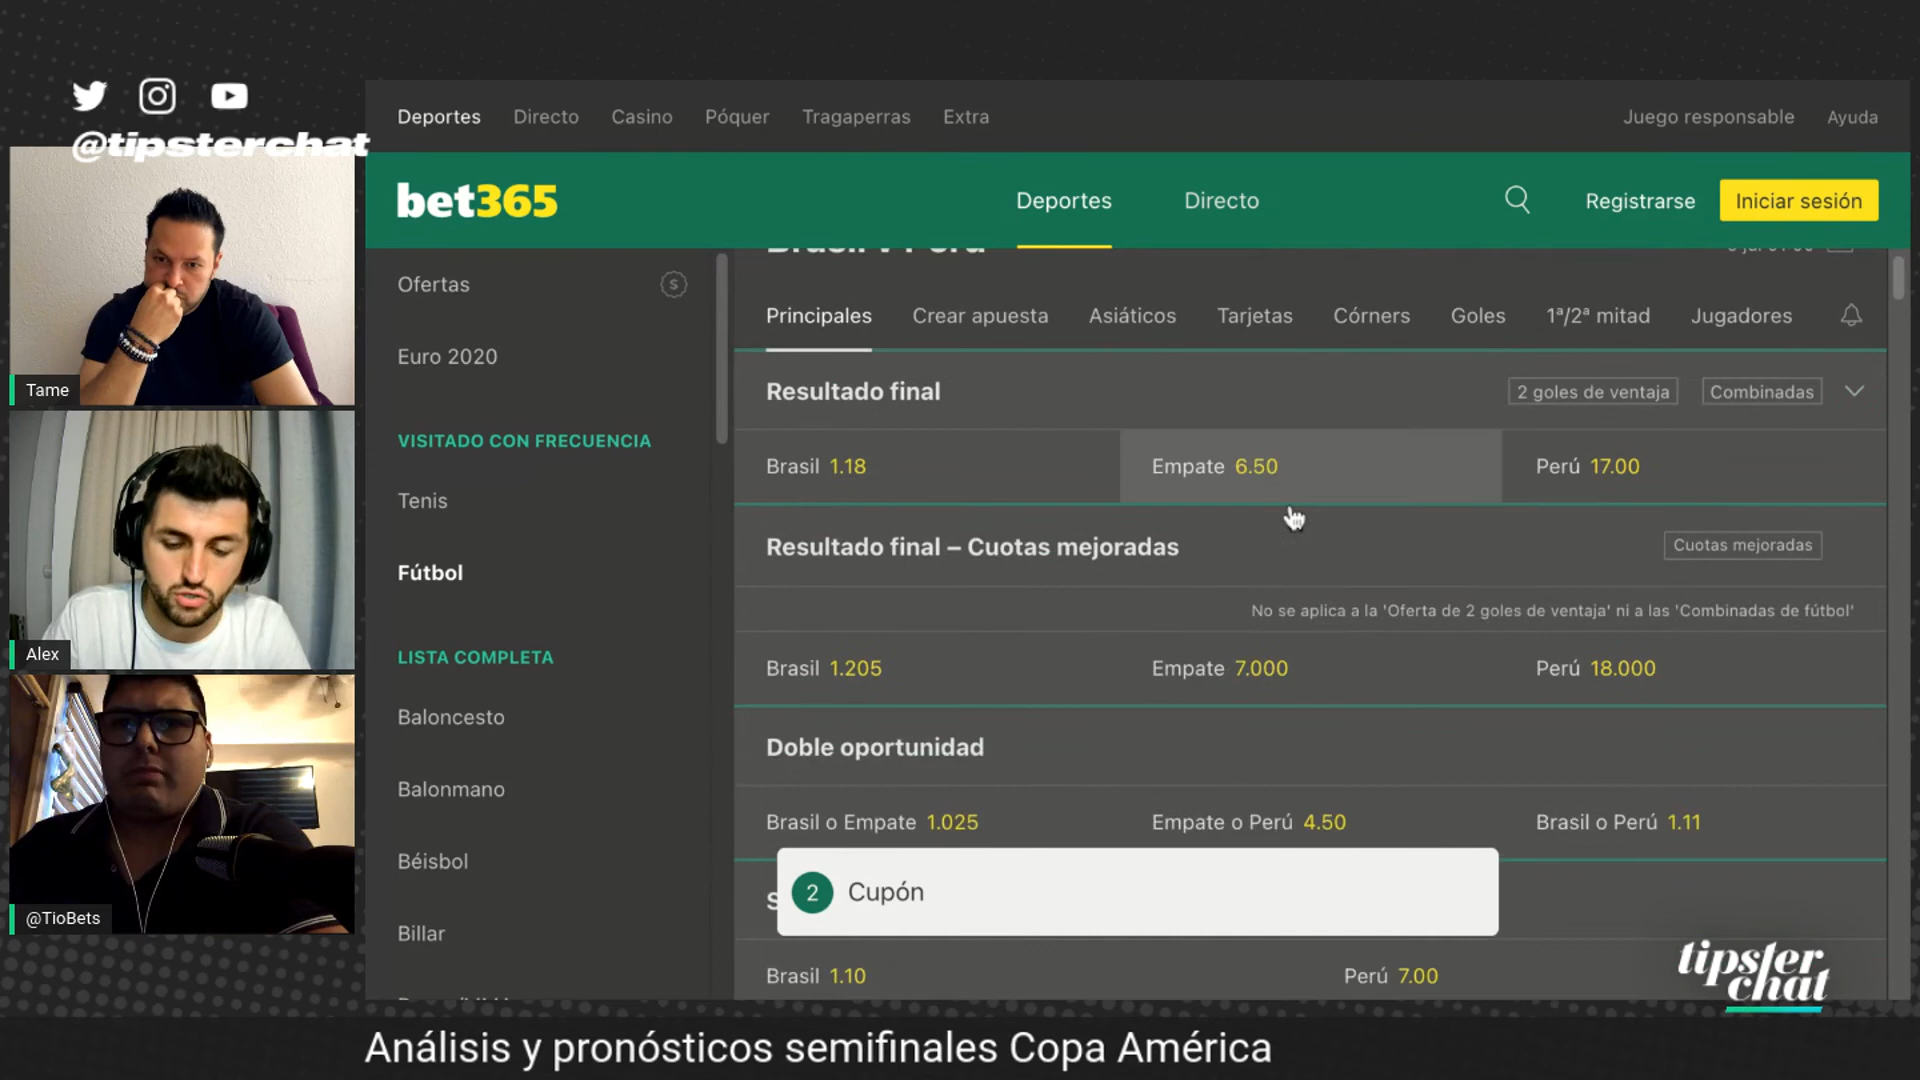 @tipsterchat
Tame
Alex
@TioBets
Deportes Directo Casino Póquer Tragaperras Extra Juego responsable Ayuda
bet365 Deportes Directo Registrarse Iniciar sesión
Ofertas
Euro 2020
VISITADO CON FRECUENCIA
Tenis
Fútbol
LISTA COMPLETA
Baloncesto
Balonmano
Béisbol
Billar
Brasil v Perú
Principales Crear apuesta Asiáticos Tarjetas Córners Goles 1ª/2ª mitad Jugadores
Resultado final 2 goles de ventaja Combinadas
Brasil 1.18 Empate 6.50 Perú 17.00
Resultado final – Cuotas mejoradas Cuotas mejoradas
No se aplica a la 'Oferta de 2 goles de ventaja' ni a las 'Combinadas de fútbol'
Brasil 1.205 Empate 7.000 Perú 18.000
Doble oportunidad
Brasil o Empate 1.025 Empate o Perú 4.50 Brasil o Perú 1.11
2 Cupón
Brasil 1.10 Perú 7.00
tipster
chat
Análisis y pronósticos semifinales Copa América